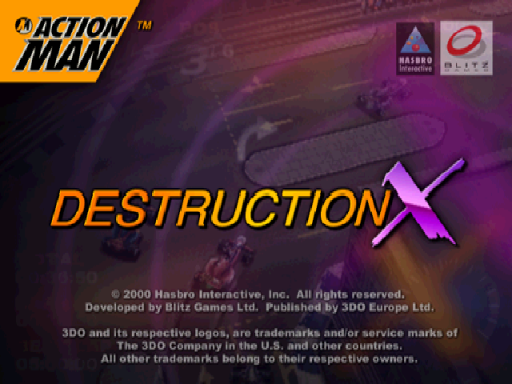 ACTION
MAN
TM
HASBRO
Interactive
BLITZ
GAMES
DESTRUCTION X
© 2000 Hasbro Interactive, Inc. All rights reserved.
Developed by Blitz Games Ltd. Published by 3DO Europe Ltd.
3DO and its respective logos, are trademarks and/or service marks of
The 3DO Company in the U.S. and other countries.
All other trademarks belong to their respective owners.